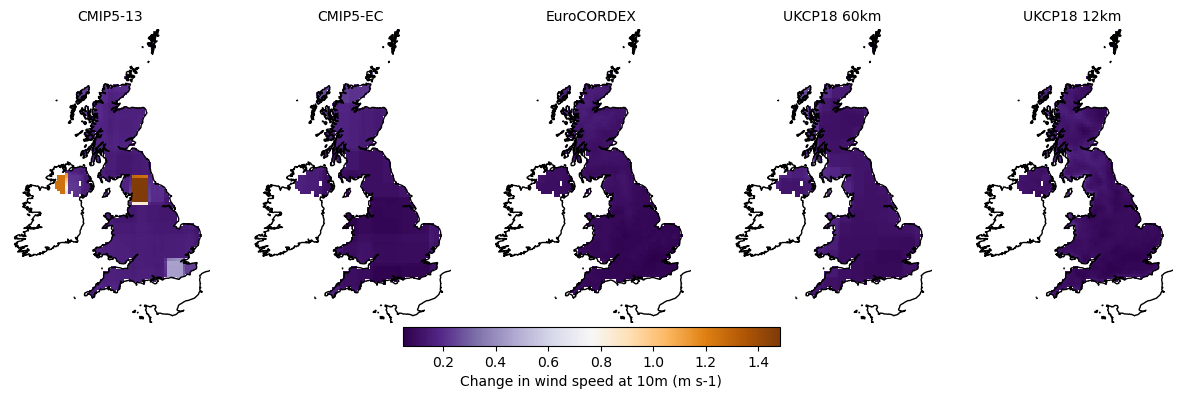 CMIP5-13
CMIP5-EC
EuroCORDEX
UKCP18 60km
UKCP18 12km
0.2 0.4 0.6 0.8 1.0 1.2 1.4
Change in wind speed at 10m (m s-1)